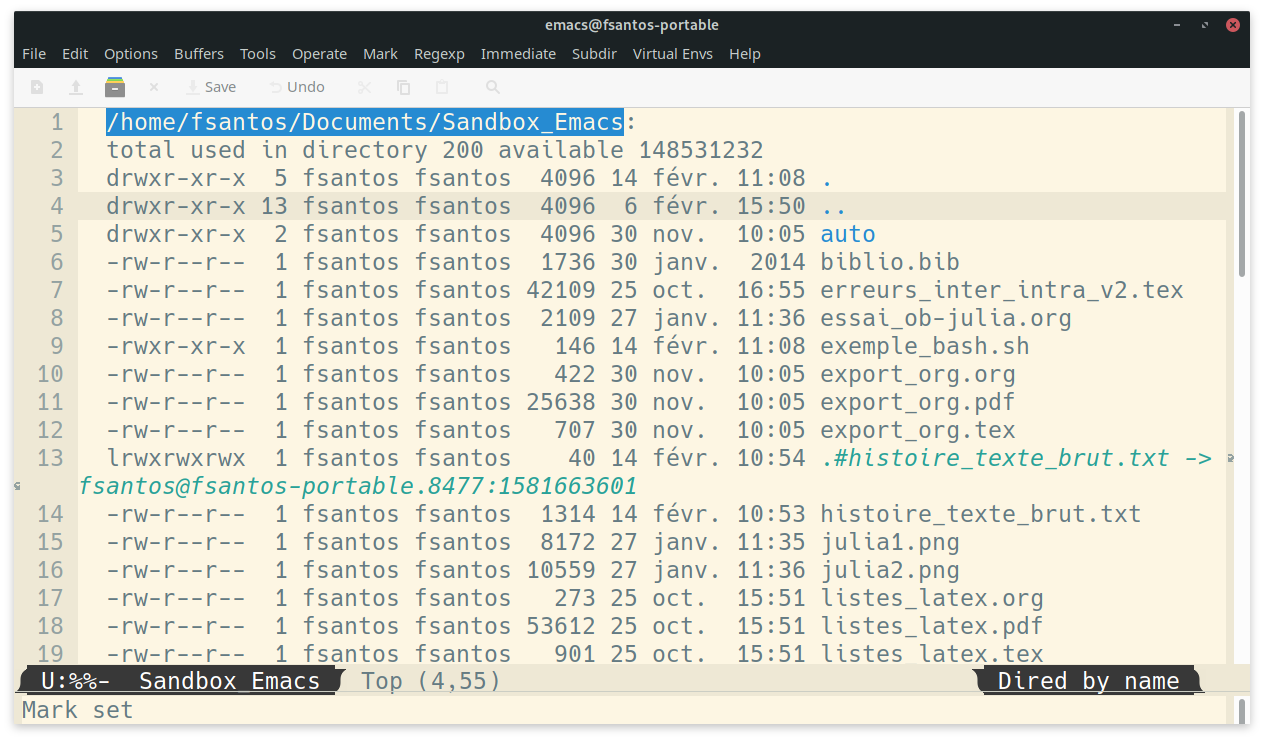 emacs@fsantos-portable
File Edit Options Buffers Tools Operate Mark Regexp Immediate Subdir Virtual Envs Help
Save Undo
1 /home/fsantos/Documents/Sandbox_Emacs:
2 total used in directory 200 available 148531232
3 drwxr-xr-x  5 fsantos fsantos  4096 14 févr. 11:08 .
4 drwxr-xr-x 13 fsantos fsantos  4096  6 févr. 15:50 ..
5 drwxr-xr-x  2 fsantos fsantos  4096 30 nov.  10:05 auto
6 -rw-r--r--  1 fsantos fsantos  1736 30 janv.  2014 biblio.bib
7 -rw-r--r--  1 fsantos fsantos 42109 25 oct.  16:55 erreurs_inter_intra_v2.tex
8 -rw-r--r--  1 fsantos fsantos  2109 27 janv. 11:36 essai_ob-julia.org
9 -rwxr-xr-x  1 fsantos fsantos   146 14 févr. 11:08 exemple_bash.sh
10 -rw-r--r--  1 fsantos fsantos   422 30 nov.  10:05 export_org.org
11 -rw-r--r--  1 fsantos fsantos 25638 30 nov.  10:05 export_org.pdf
12 -rw-r--r--  1 fsantos fsantos   707 30 nov.  10:05 export_org.tex
13 lrwxrwxrwx  1 fsantos fsantos    40 14 févr. 10:54 .#histoire_texte_brut.txt ->
fsantos@fsantos-portable.8477:1581663601
14 -rw-r--r--  1 fsantos fsantos  1314 14 févr. 10:53 histoire_texte_brut.txt
15 -rw-r--r--  1 fsantos fsantos  8172 27 janv. 11:35 julia1.png
16 -rw-r--r--  1 fsantos fsantos 10559 27 janv. 11:36 julia2.png
17 -rw-r--r--  1 fsantos fsantos   273 25 oct.  15:51 listes_latex.org
18 -rw-r--r--  1 fsantos fsantos 53612 25 oct.  15:51 listes_latex.pdf
19 -rw-r--r--  1 fsantos fsantos   901 25 oct.  15:51 listes_latex.tex
U:%%-  Sandbox_Emacs   Top (4,55)   Dired by name
Mark set